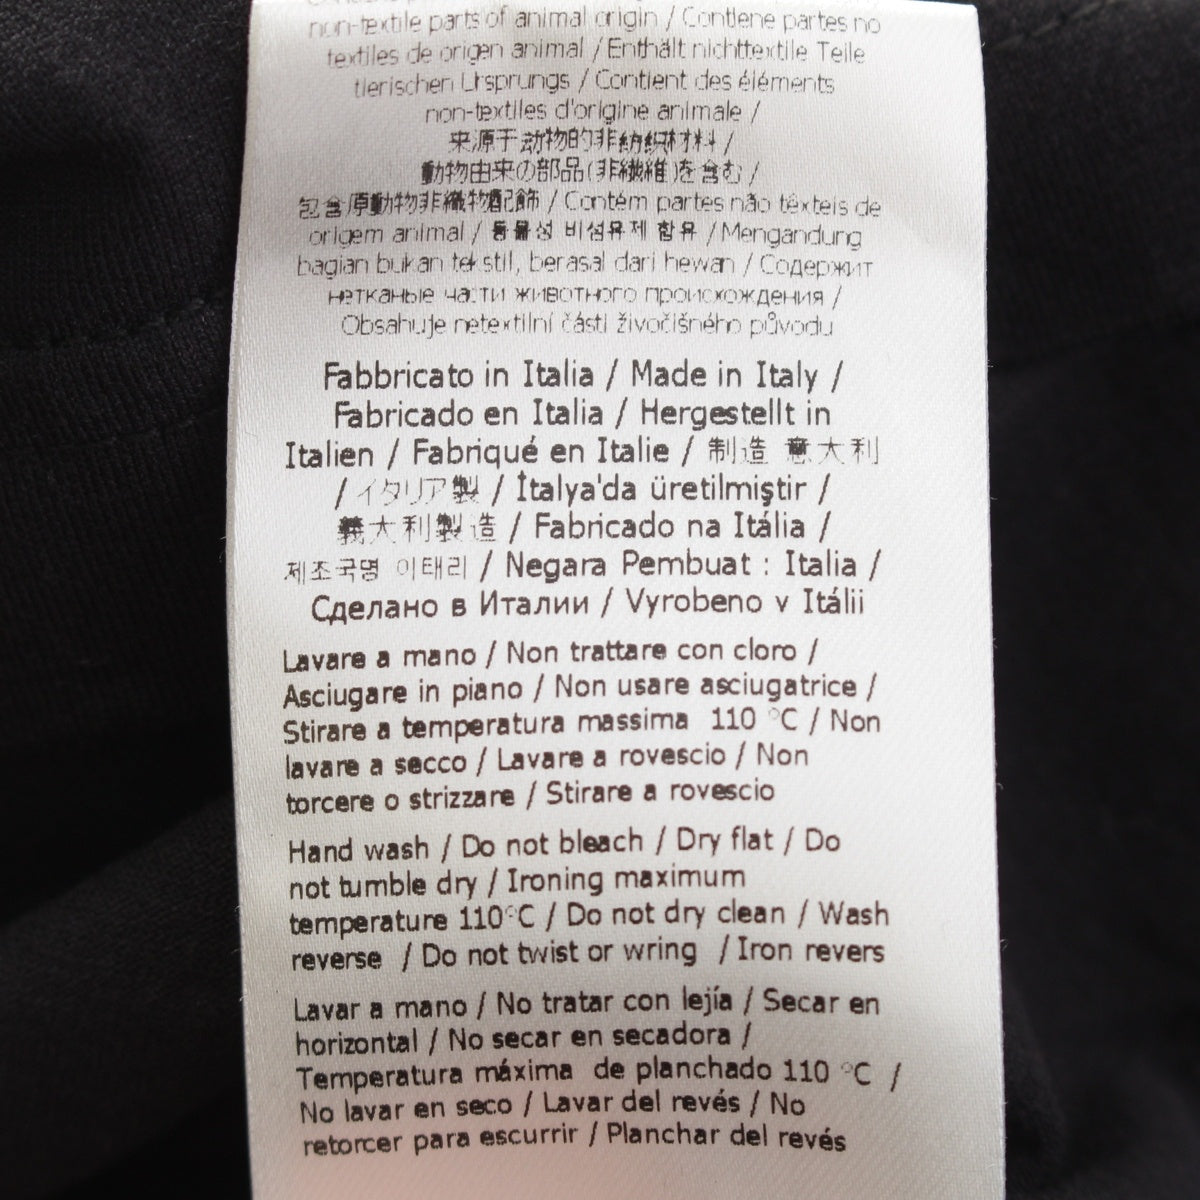 non-textile parts of animal origin / Contiene partes no
textiles de origen animal / Enthält nichttextile Teile
tierischen Ursprungs / Contient des éléments
non-textiles d'origine animale /
来源于动物的非纺织材料 /
動物由来の部品(非繊維)を含む /
包含原動物非織物配飾 / Contém partes não têxteis de
origem animal / 동물성 비섬유제 함유 / Mengandung
bagian bukan tekstil, berasal dari hewan / Содержит
нетканые части животного происхождения /
Obsahuje netextilní části živočišného původu
Fabbricato in Italia / Made in Italy /
Fabricado en Italia / Hergestellt in
Italien / Fabriqué en Italie / 制造 意大利
/ イタリア製 / İtalya'da üretilmiştir /
義大利製造 / Fabricado na Itália /
제조국명 이태리 / Negara Pembuat : Italia /
Сделано в Италии / Vyrobeno v Itálii
Lavare a mano / Non trattare con cloro /
Asciugare in piano / Non usare asciugatrice /
Stirare a temperatura massima 110 °C / Non
lavare a secco / Lavare a rovescio / Non
torcere o strizzare / Stirare a rovescio
Hand wash / Do not bleach / Dry flat / Do
not tumble dry / Ironing maximum
temperature 110°C / Do not dry clean / Wash
reverse / Do not twist or wring / Iron revers
Lavar a mano / No tratar con lejía / Secar en
horizontal / No secar en secadora /
Temperatura máxima de planchado 110 °C /
No lavar en seco / Lavar del revés / No
retorcer para escurrir / Planchar del revés